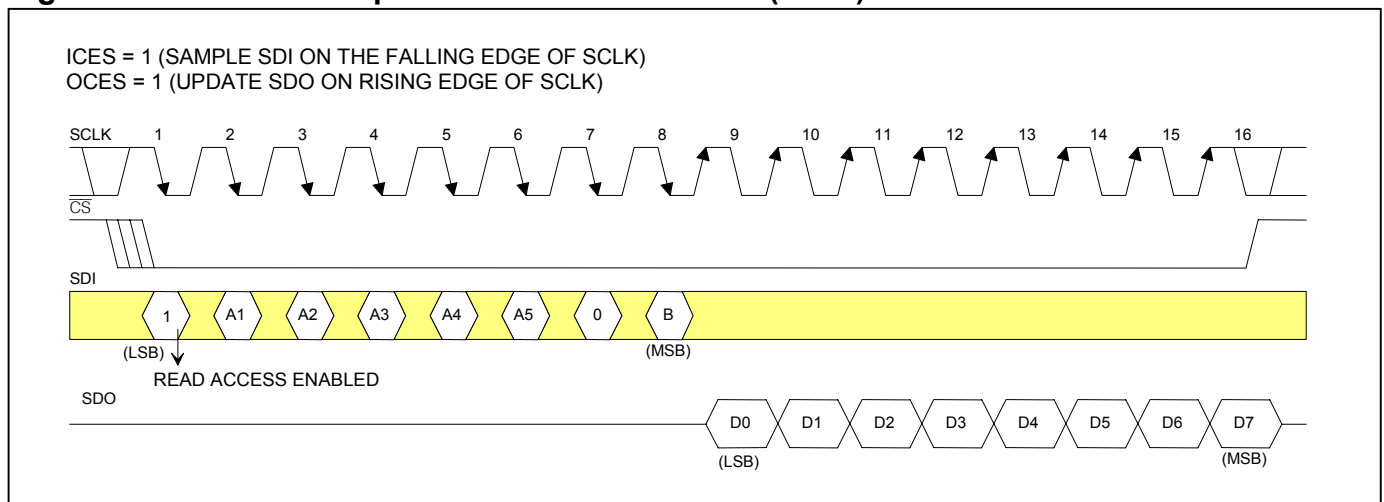 ICES = 1 (SAMPLE SDI ON THE FALLING EDGE OF SCLK)
OCES = 1 (UPDATE SDO ON RISING EDGE OF SCLK)
SCLK 1 2 3 4 5 6 7 8 9 10 11 12 13 14 15 16
CS
SDI
1 A1 A2 A3 A4 A5 0 B
(LSB) (MSB)
READ ACCESS ENABLED
SDO
D0 D1 D2 D3 D4 D5 D6 D7
(LSB) (MSB)